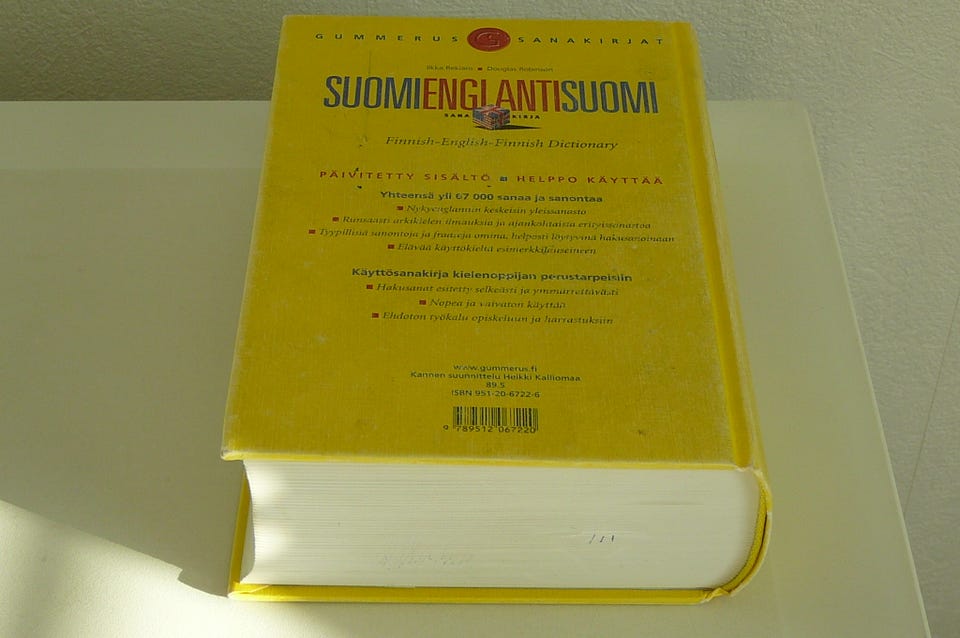 GUMMERUS G SANAKIRJAT
Ilkka Rekiaro ■ Douglas Robinson
SUOMIENGLANTISUOMI
SANAKIRJA
Finnish-English-Finnish Dictionary
PÄIVITETTY SISÄLTÖ ■ HELPPO KÄYTTÄÄ
Yhteensä yli 67 000 sanaa ja sanontaa
■ Nykyenglannin keskeisin yleissanasto
■ Runsaasti arkikielen ilmauksia ja ajankohtaista erityissanastoa
■ Tyypillisiä sanontoja ja fraaseja omina, helposti löytyvinä hakusanoinaan
■ Elävää käyttökieltä esimerkkilauseineen
Käyttösanakirja kielenoppijan perustarpeisiin
■ Hakusanat esitetty selkeästi ja ymmärrettävästi
■ Nopea ja vaivaton käyttää
■ Ehdoton työkalu opiskeluun ja harrastuksiin
www.gummerus.fi
Kannen suunnittelu Heikki Kalliomaa
89.5
ISBN 951-20-6722-6
9 789512 067220